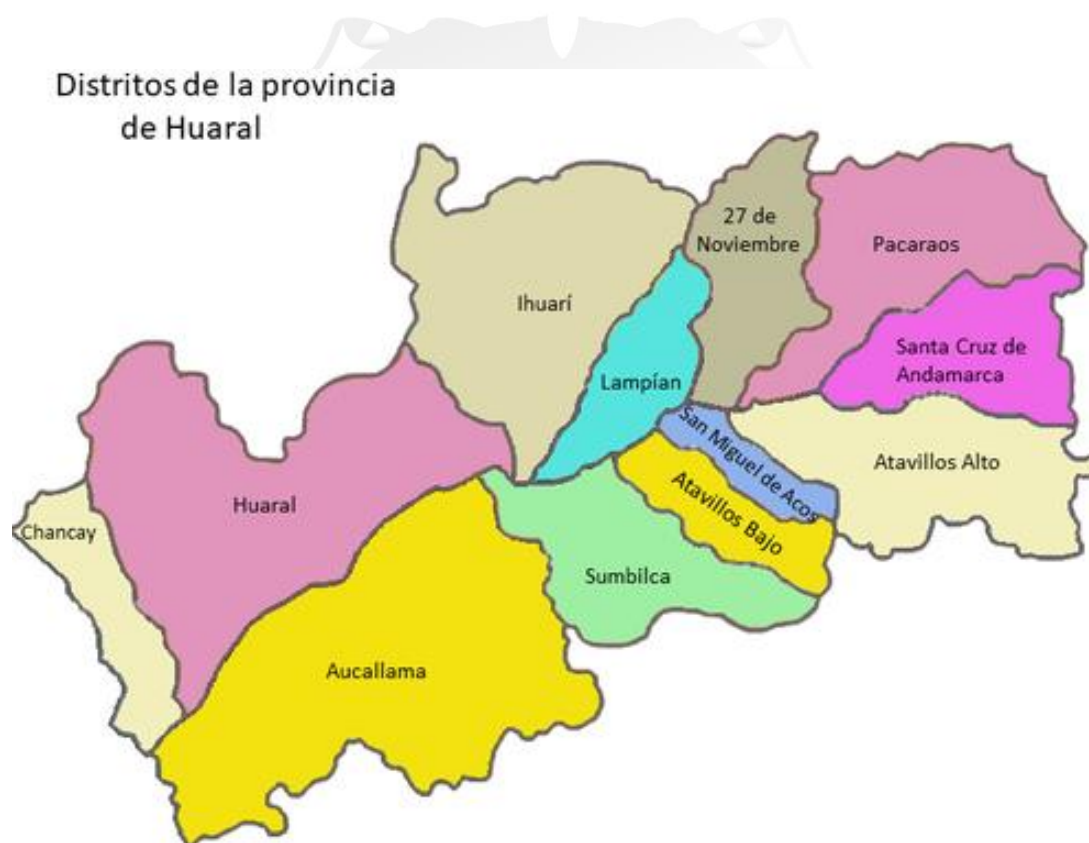 Distritos de la provincia
de Huaral
27 de
Noviembre
Pacaraos
Ihuarí
Santa Cruz de
Andamarca
Lampían
San Miguel de Acos
Atavillos Alto
Huaral
Atavillos Bajo
Chancay
Sumbilca
Aucallama